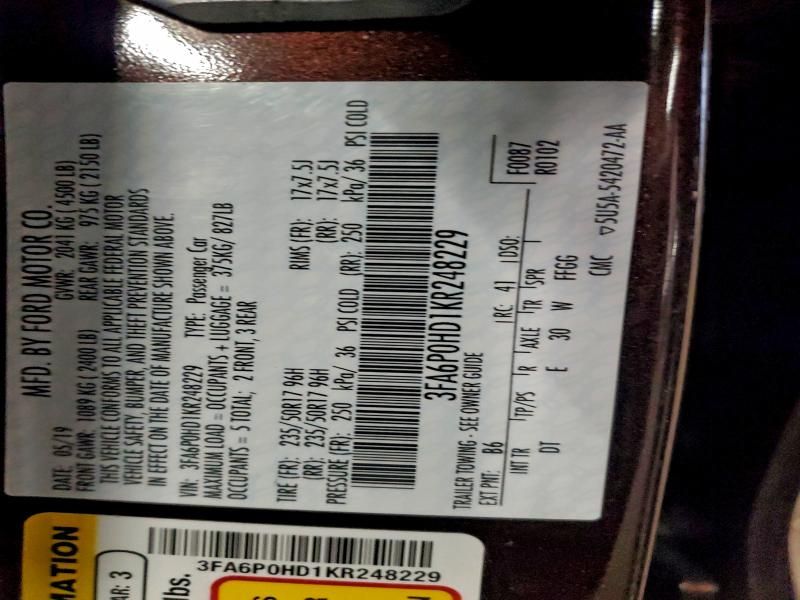 MFD. BY FORD MOTOR CO.
DATE: 05/19 GVWR: 2041 KG ( 4500 LB)
FRONT GAWR: 1089 KG ( 2400 LB) REAR GAWR: 975 KG ( 2150 LB)
THIS VEHICLE CONFORMS TO ALL APPLICABLE FEDERAL MOTOR
VEHICLE SAFETY, BUMPER, AND THEFT PREVENTION STANDARDS
IN EFFECT ON THE DATE OF MANUFACTURE SHOWN ABOVE.
VIN: 3FA6P0HD1KR248229 TYPE: Passenger Car
MAXIMUM LOAD = OCCUPANTS + LUGGAGE = 375KG/ 827LB
OCCUPANTS = 5 TOTAL; 2 FRONT, 3 REAR
TIRE (FR): 235/50R17 96H RIMS (FR): 17x7.5J
(RR): 235/50R17 96H (RR): 17x7.5J
PRESSURE (FR): 250 kPa/ 36 PSI COLD (RR): 250 kPa/ 36 PSI COLD
3FA6P0HD1KR248229
TRAILER TOWING - SEE OWNER GUIDE
F0087
R0102
EXT PNT: B6 RC: 41 DSO:
INT TR TP/PS R AXLE TR SPR
DT E 30 W FFGG
CMC ▽5U5A-5420472-AA
MATION
AR: 3
lbs.
3FA6P0HD1KR248229